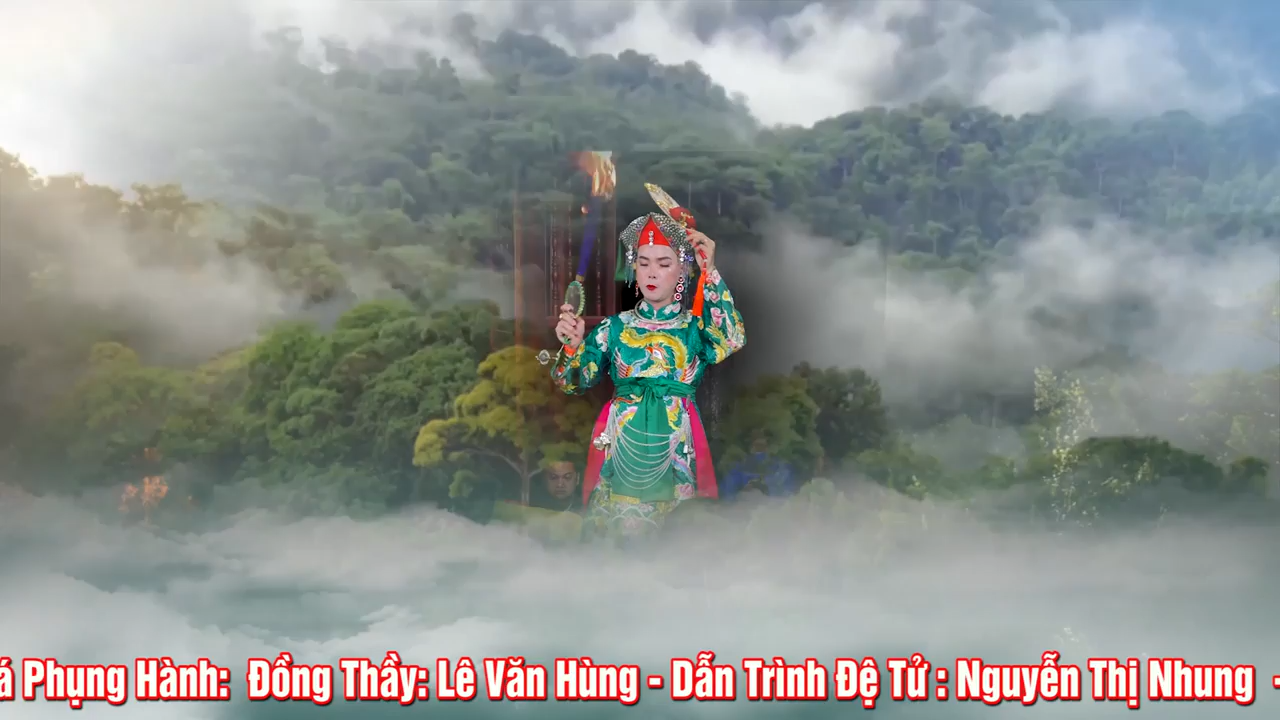 á Phụng Hành: Đồng Thầy: Lê Văn Hùng - Dẫn Trình Đệ Tử : Nguyễn Thị Nhung -